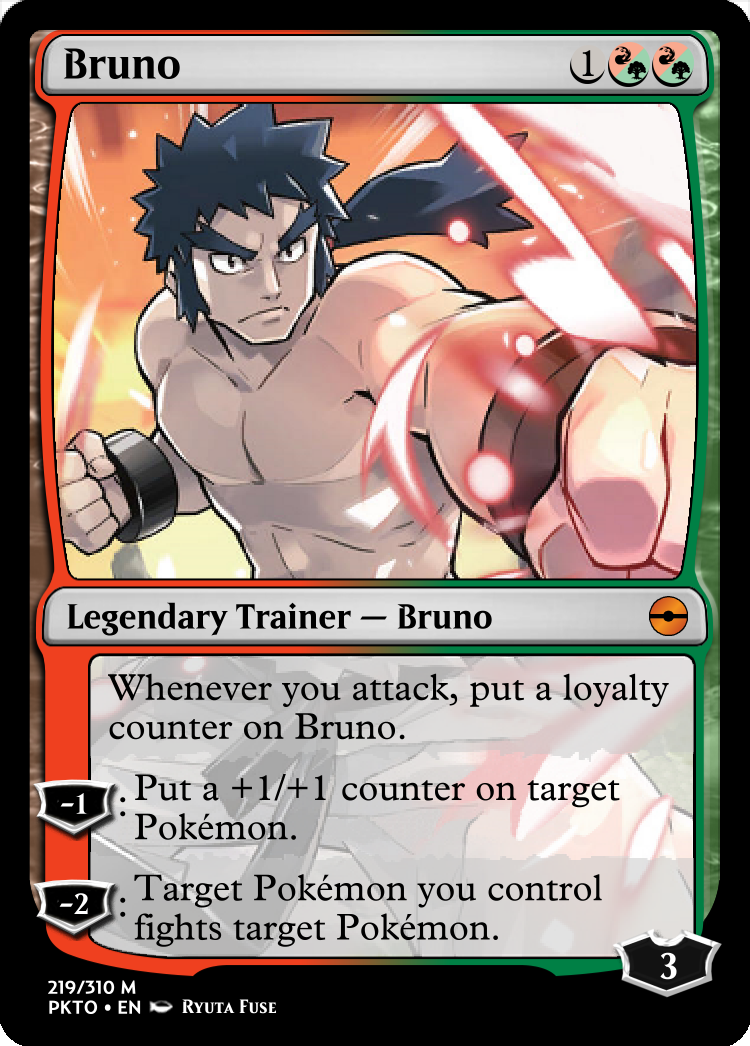 Bruno 1
Legendary Trainer — Bruno
Whenever you attack, put a loyalty
counter on Bruno.
-1: Put a +1/+1 counter on target
Pokémon.
-2: Target Pokémon you control
fights target Pokémon.
3
219/310 M
PKTO • EN Ryuta Fuse